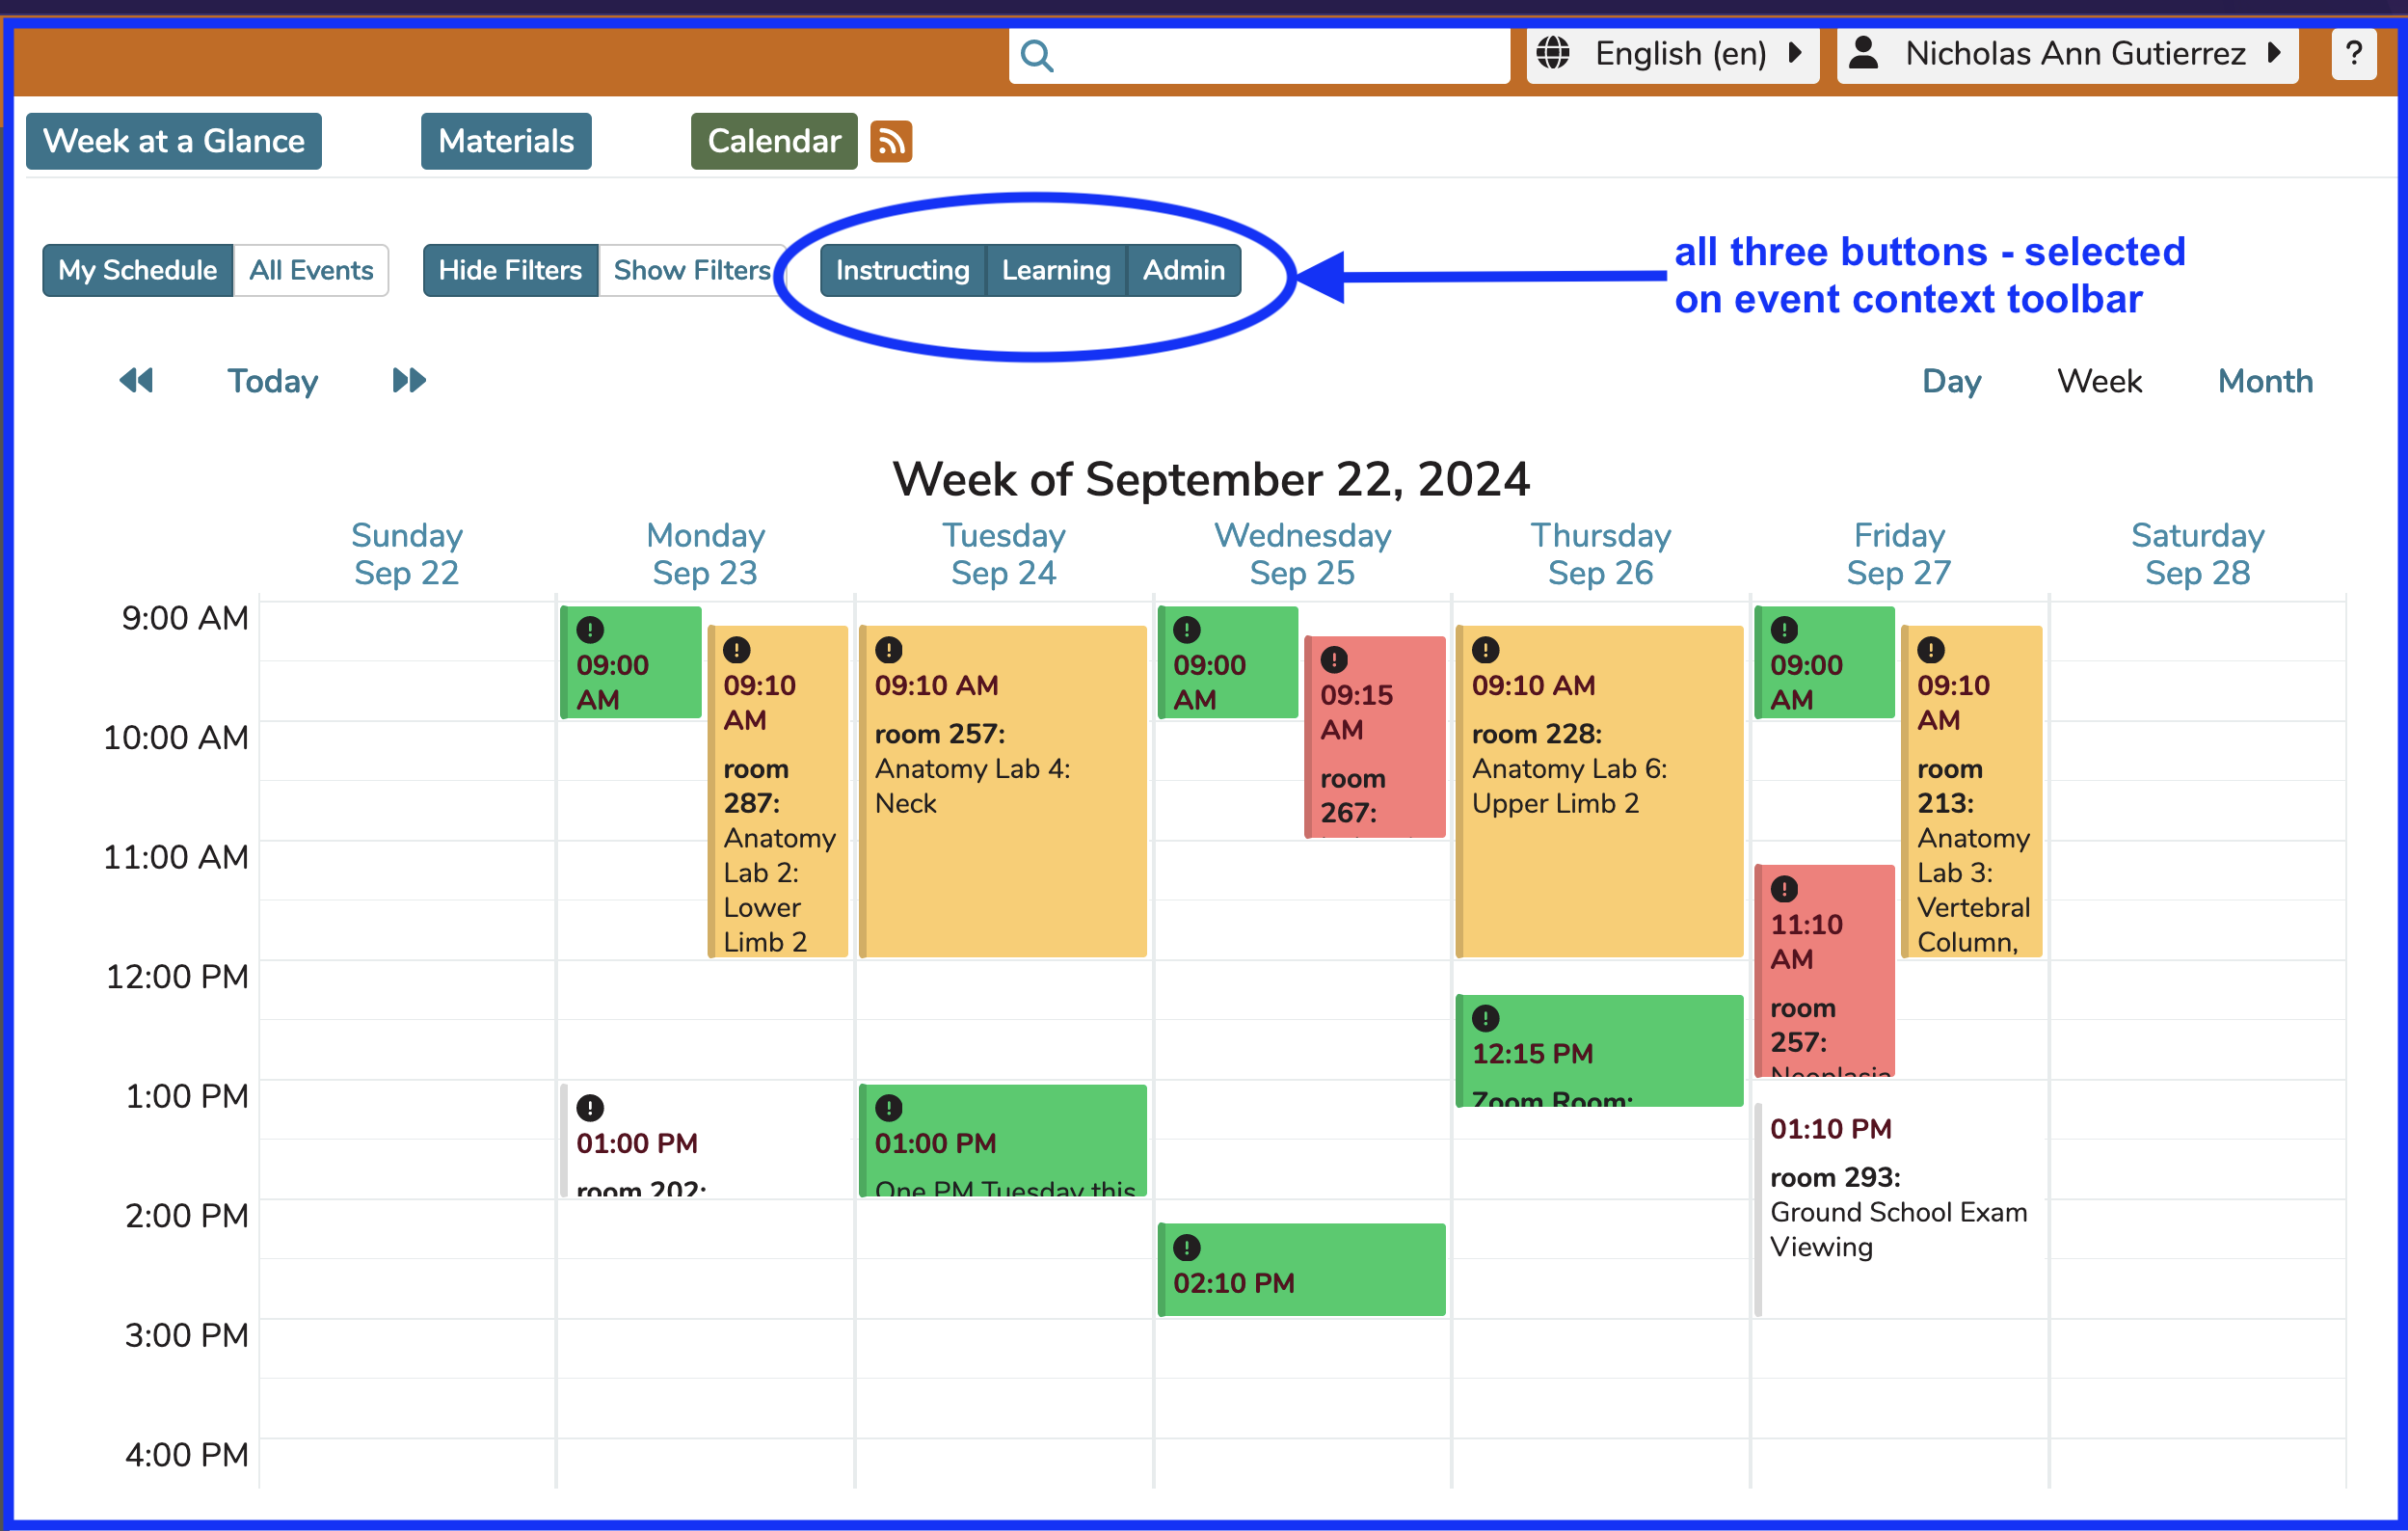 English (en)
Nicholas Ann Gutierrez
?
Week at a Glance
Materials
Calendar
My Schedule
All Events
Hide Filters
Show Filters
Instructing
Learning
Admin
all three buttons - selected
on event context toolbar
Today
Day
Week
Month
Week of September 22, 2024
Sunday
Sep 22
Monday
Sep 23
Tuesday
Sep 24
Wednesday
Sep 25
Thursday
Sep 26
Friday
Sep 27
Saturday
Sep 28
9:00 AM
10:00 AM
11:00 AM
12:00 PM
1:00 PM
2:00 PM
3:00 PM
4:00 PM
09:00
AM
09:10
AM
room
287:
Anatomy
Lab 2:
Lower
Limb 2
01:00 PM
room 202:
09:10 AM
room 257:
Anatomy Lab 4:
Neck
01:00 PM
One PM Tuesday this
09:00
AM
09:15
AM
room
267:
02:10 PM
09:10 AM
room 228:
Anatomy Lab 6:
Upper Limb 2
12:15 PM
Zoom Room:
09:00
AM
09:10
AM
room
213:
Anatomy
Lab 3:
Vertebral
Column,
11:10
AM
room
257:
Neoplasia
01:10 PM
room 293:
Ground School Exam
Viewing